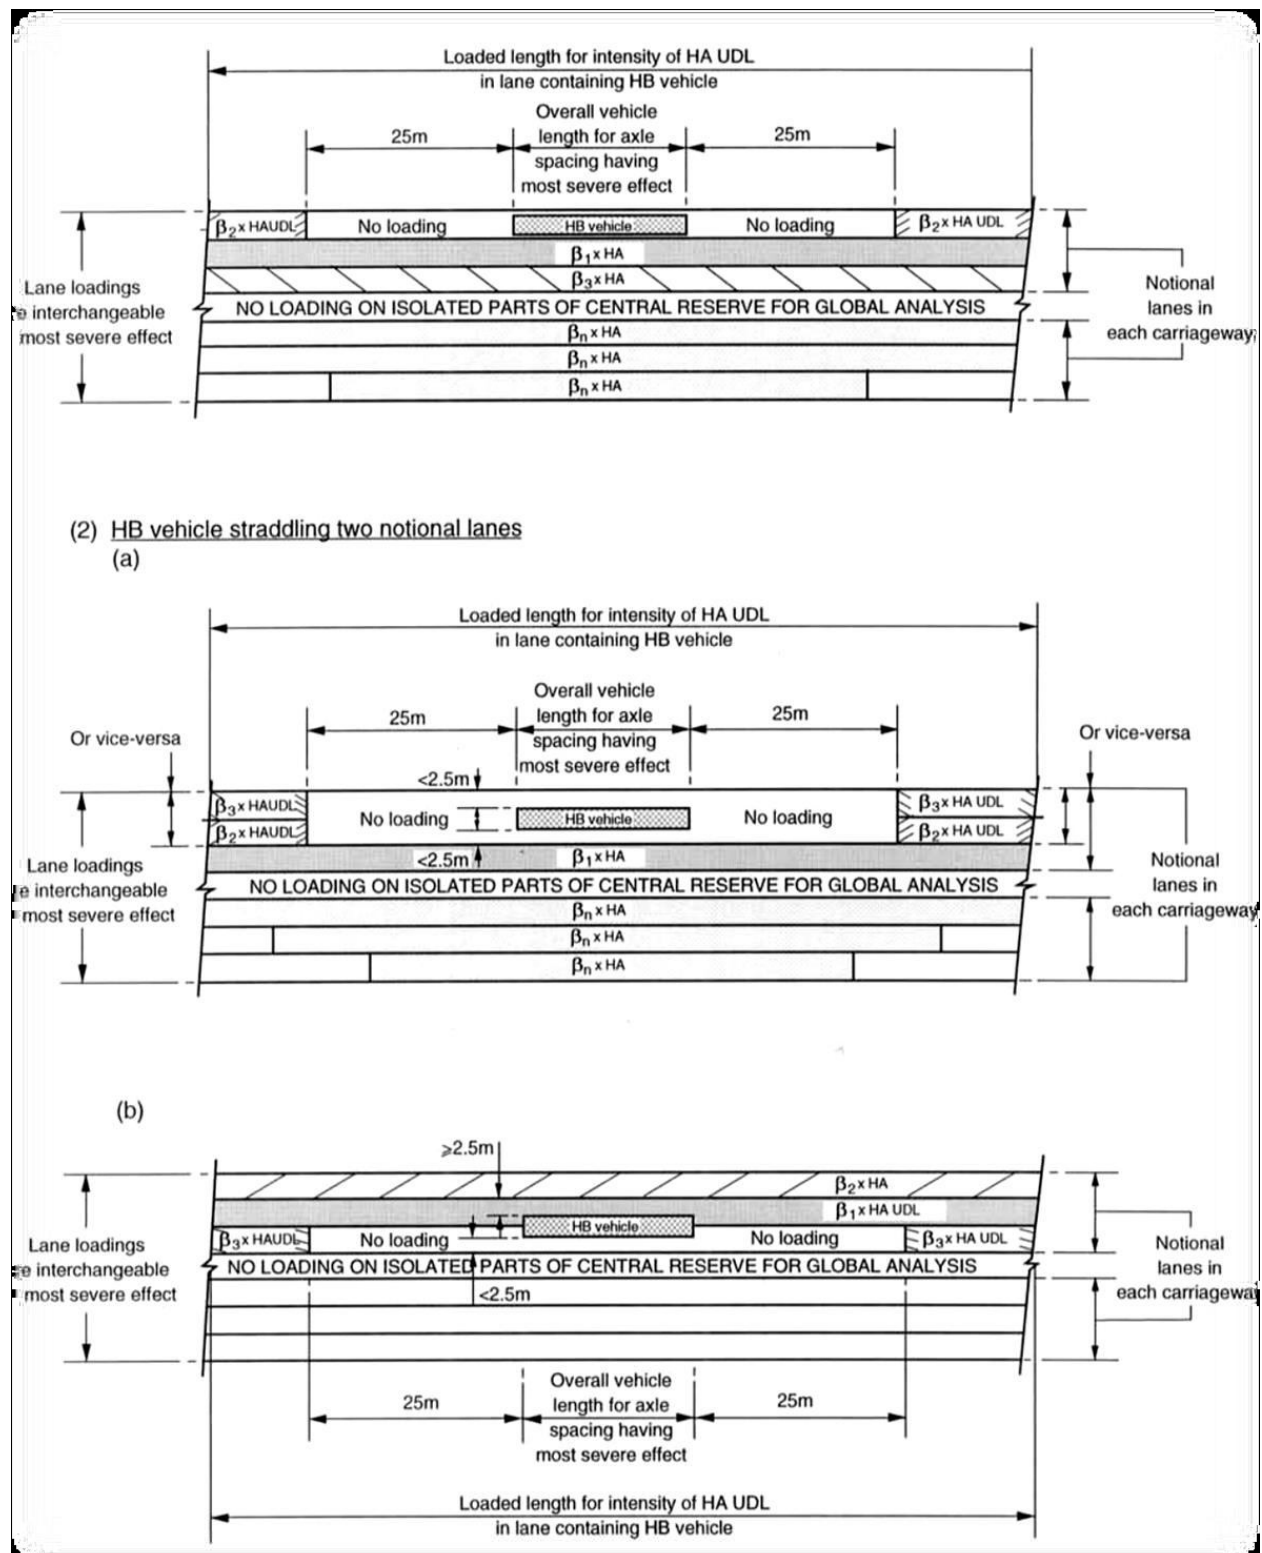 Loaded length for intensity of HA UDL
in lane containing HB vehicle
Overall vehicle
25m length for axle 25m
spacing having
most severe effect
β2 x HAUDL No loading HB vehicle No loading β2 x HA UDL
β1 x HA
β3 x HA
Lane loadings
interchangeable
most severe effect
Notional
lanes in
each carriageway
NO LOADING ON ISOLATED PARTS OF CENTRAL RESERVE FOR GLOBAL ANALYSIS
βn x HA
βn x HA
βn x HA
(2) HB vehicle straddling two notional lanes
(a)
Loaded length for intensity of HA UDL
in lane containing HB vehicle
Overall vehicle
25m length for axle 25m
spacing having
most severe effect
Or vice-versa
Or vice-versa
<2.5m
β3 x HAUDL β3 x HA UDL
No loading HB vehicle No loading
β2 x HAUDL β2 x HA UDL
<2.5m β1 x HA
Lane loadings
interchangeable
most severe effect
Notional
lanes in
each carriageway
NO LOADING ON ISOLATED PARTS OF CENTRAL RESERVE FOR GLOBAL ANALYSIS
βn x HA
βn x HA
βn x HA
(b)
⩾2.5m
β2 x HA
β1 x HA UDL
HB vehicle
β3 x HAUDL No loading No loading β3 x HA UDL
Lane loadings
interchangeable
most severe effect
Notional
lanes in
each carriageway
NO LOADING ON ISOLATED PARTS OF CENTRAL RESERVE FOR GLOBAL ANALYSIS
<2.5m
Overall vehicle
25m length for axle 25m
spacing having
most severe effect
Loaded length for intensity of HA UDL
in lane containing HB vehicle